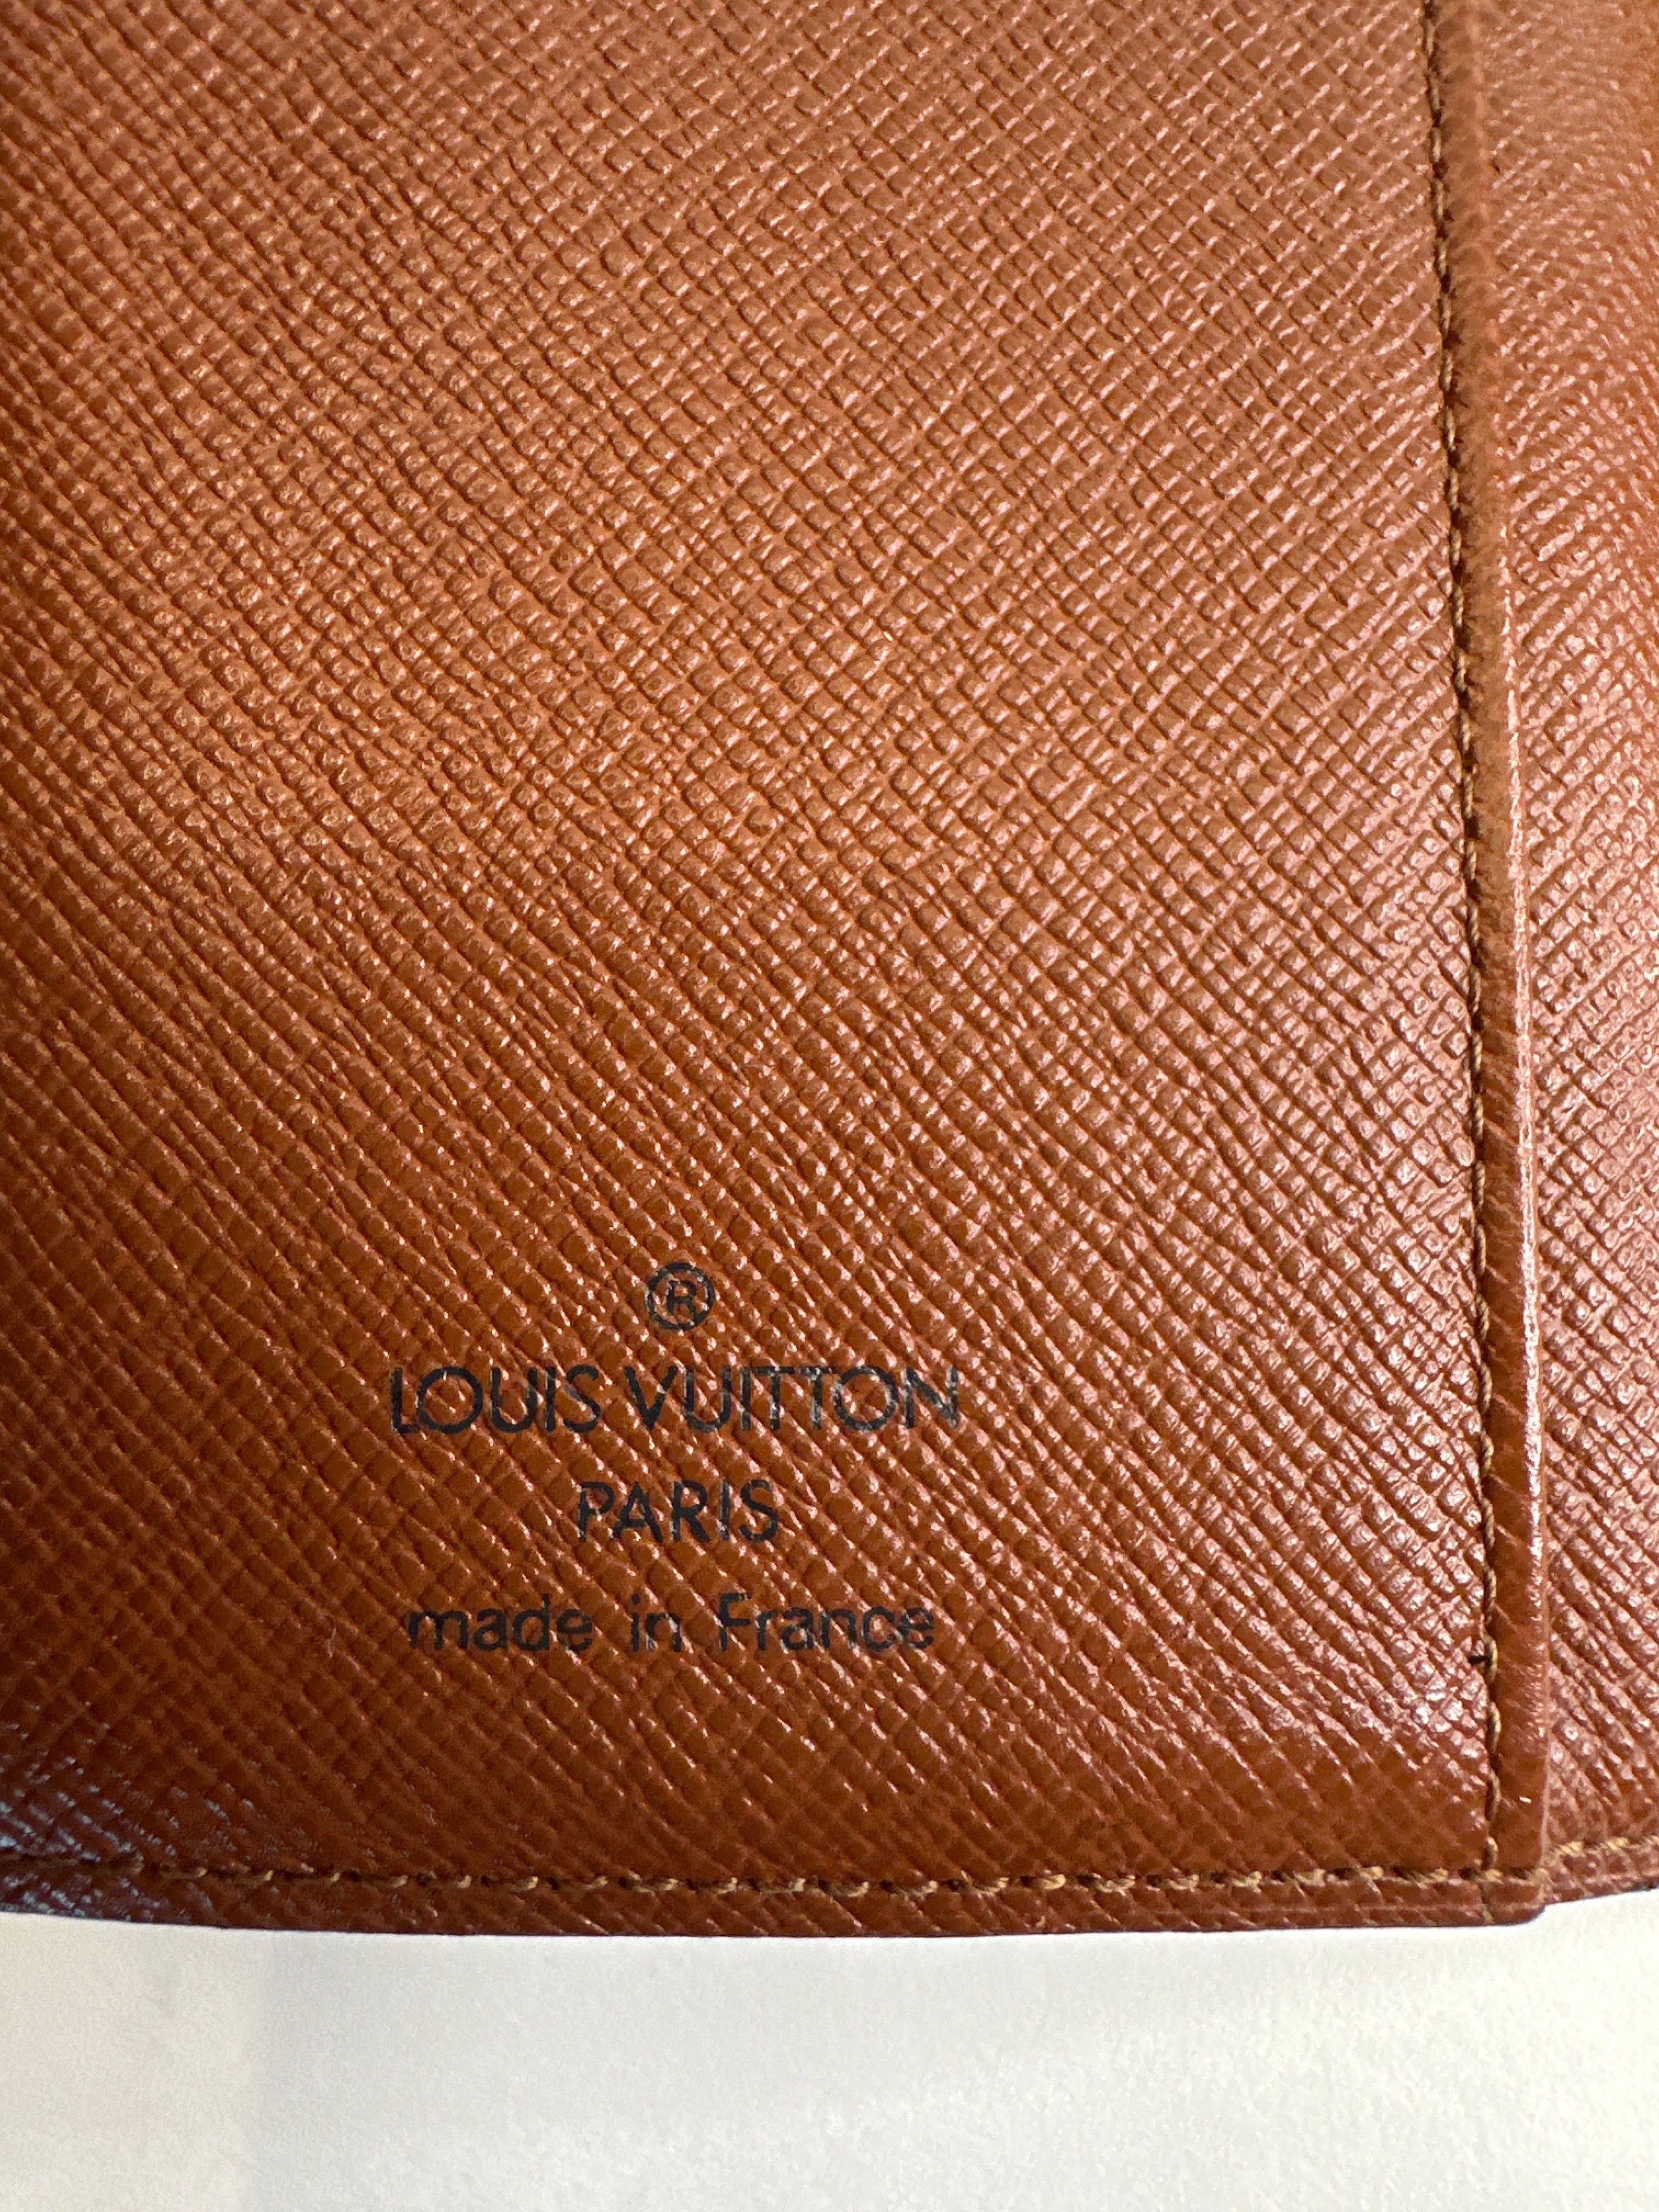 ®
LOUIS VUITTON
PARIS
made in France